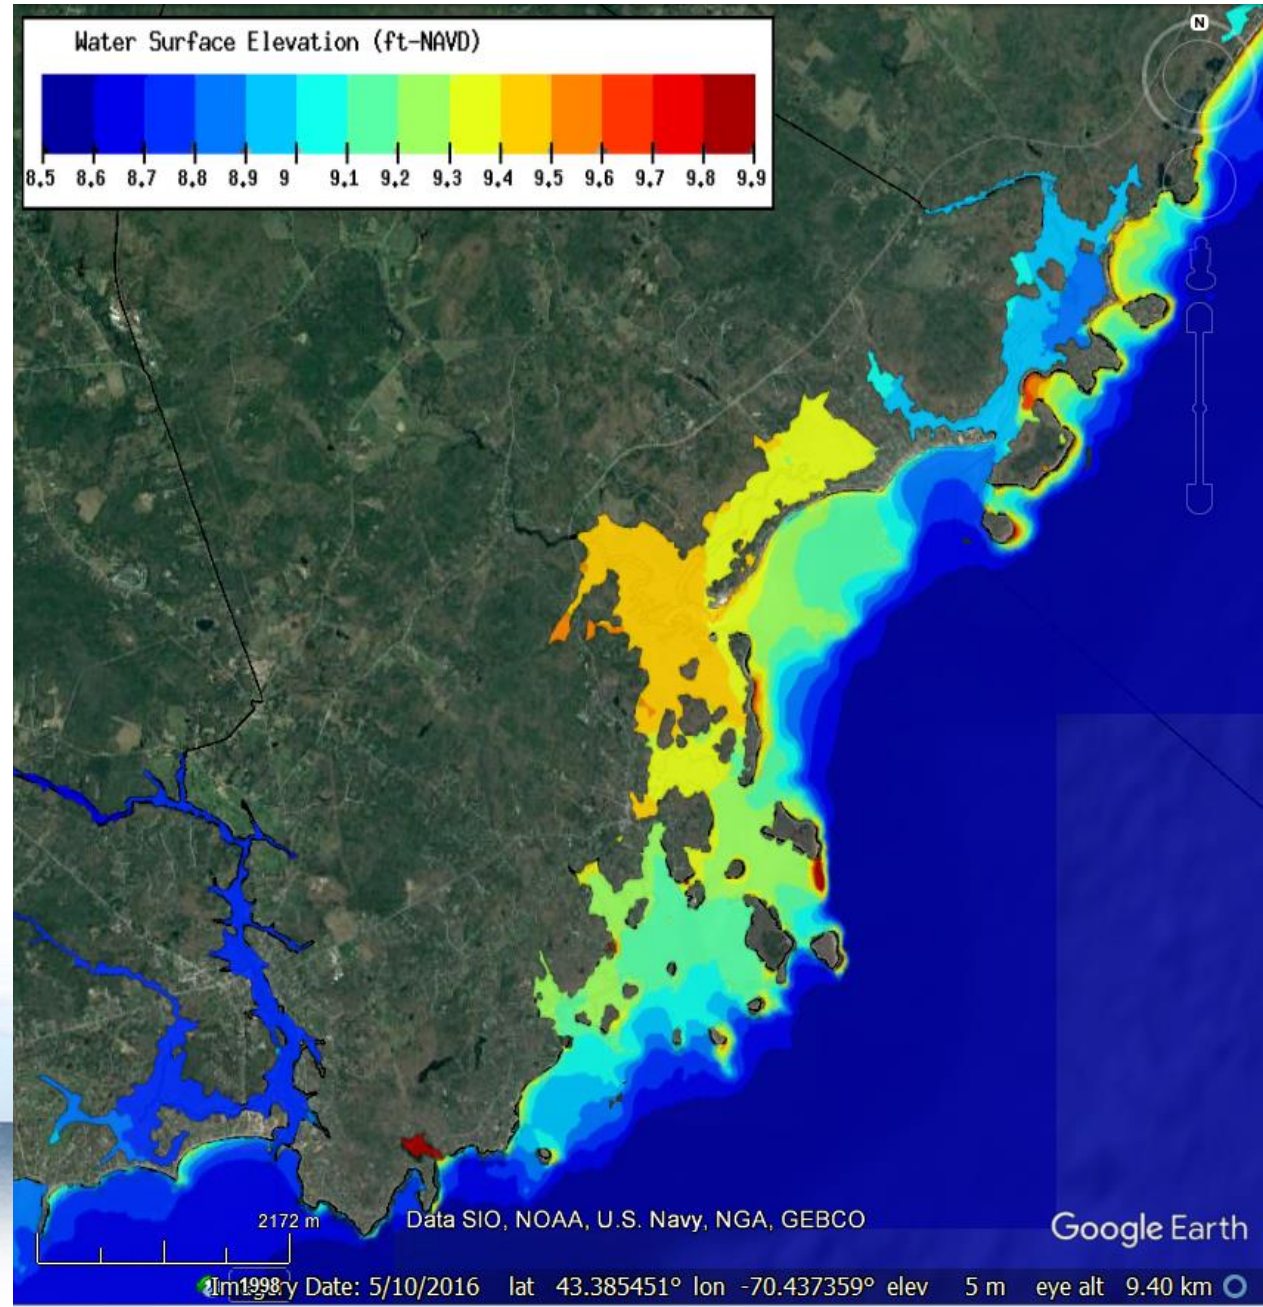 Water Surface Elevation (ft-NAVD)
8.5 8.6 8.7 8.8 8.9 9 9.1 9.2 9.3 9.4 9.5 9.6 9.7 9.8 9.9
N
2172 m
Data SIO, NOAA, U.S. Navy, NGA, GEBCO
Google Earth
1998
Imagery Date: 5/10/2016 lat 43.385451° lon -70.437359° elev 5 m eye alt 9.40 km